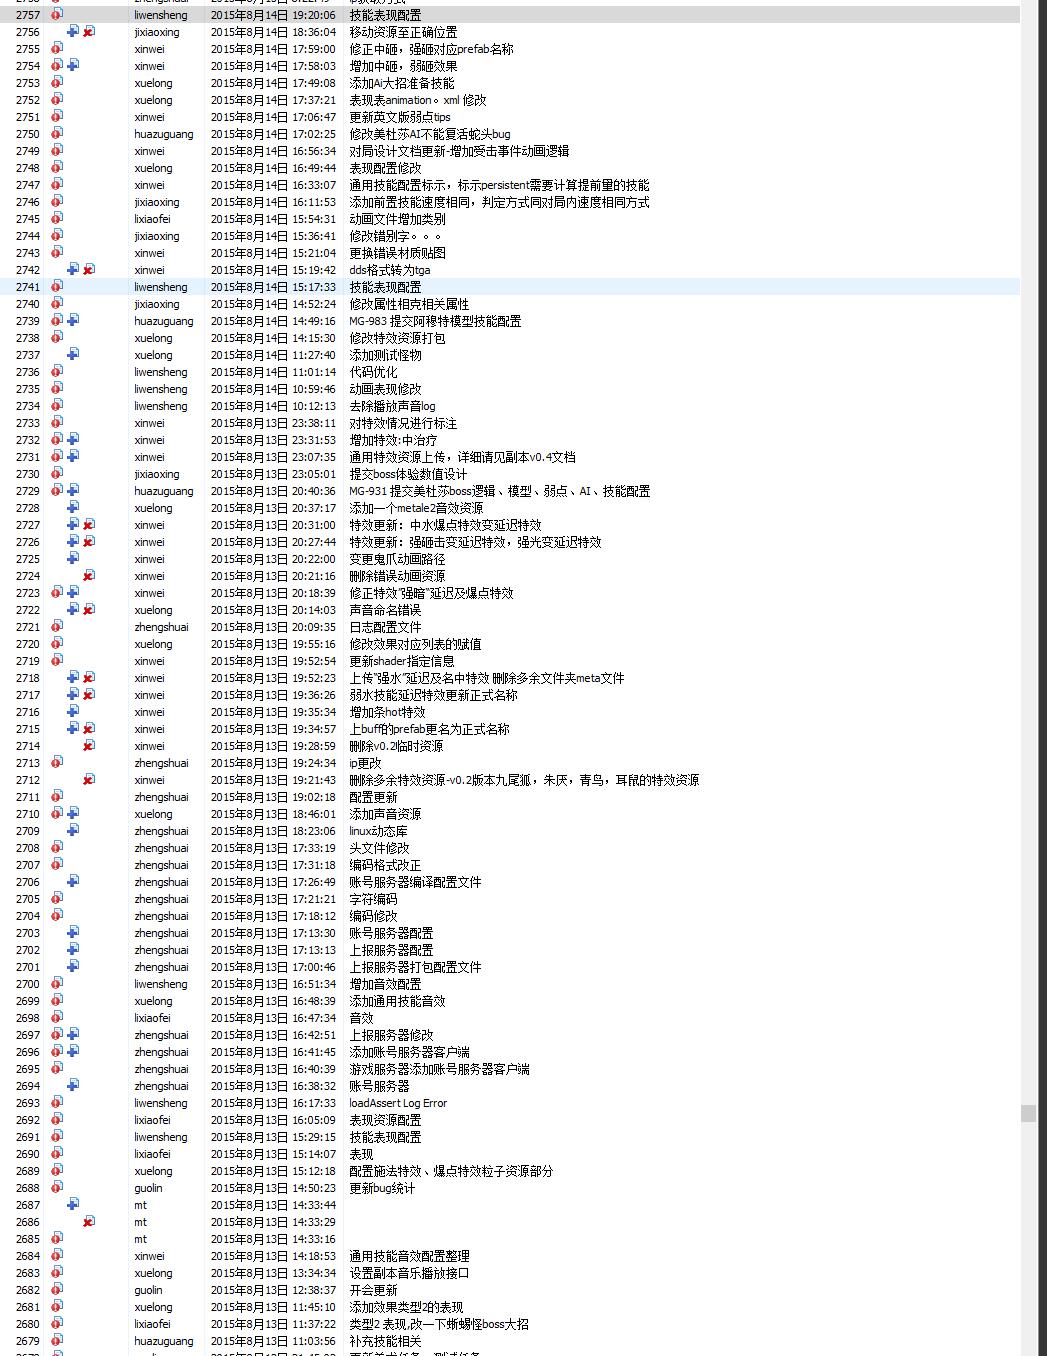 2757 liwensheng 2015年8月14日 19:20:06 技能表现配置
2756 jixiaoxing 2015年8月14日 18:36:04 移动资源至正确位置
2755 xinwei 2015年8月14日 17:59:00 修正中砸，强砸对应prefab名称
2754 xinwei 2015年8月14日 17:58:03 增加中砸，弱砸效果
2753 xuelong 2015年8月14日 17:49:08 添加Ai大招准备技能
2752 xuelong 2015年8月14日 17:37:21 表现表animation。xml 修改
2751 xinwei 2015年8月14日 17:06:47 更新英文版弱点tips
2750 huazuguang 2015年8月14日 17:02:25 修改美杜莎AI不能复活蛇头bug
2749 xinwei 2015年8月14日 16:56:34 对局设计文档更新-增加受击事件动画逻辑
2748 xuelong 2015年8月14日 16:49:44 表现配置修改
2747 xinwei 2015年8月14日 16:33:07 通用技能配置标示，标示persistent需要计算提前量的技能
2746 jixiaoxing 2015年8月14日 16:11:53 添加前置技能速度相同，判定方式同对局内速度相同方式
2745 lixiaofei 2015年8月14日 15:54:31 动画文件增加类别
2744 jixiaoxing 2015年8月14日 15:36:41 修改错别字。。。
2743 xinwei 2015年8月14日 15:21:04 更换错误材质贴图
2742 xinwei 2015年8月14日 15:19:42 dds格式转为tga
2741 liwensheng 2015年8月14日 15:17:33 技能表现配置
2740 jixiaoxing 2015年8月14日 14:52:24 修改属性相克相关属性
2739 huazuguang 2015年8月14日 14:49:16 MG-983 提交阿穆特模型技能配置
2738 xuelong 2015年8月14日 14:15:30 修改特效资源打包
2737 xuelong 2015年8月14日 11:27:40 添加测试怪物
2736 liwensheng 2015年8月14日 11:01:14 代码优化
2735 liwensheng 2015年8月14日 10:59:46 动画表现修改
2734 liwensheng 2015年8月14日 10:12:13 去除播放声音log
2733 xinwei 2015年8月13日 23:38:11 对特效情况进行标注
2732 xinwei 2015年8月13日 23:31:53 增加特效:中治疗
2731 xinwei 2015年8月13日 23:07:35 通用特效资源上传，详细请见副本v0.4文档
2730 jixiaoxing 2015年8月13日 23:05:01 提交boss体验数值设计
2729 huazuguang 2015年8月13日 20:40:36 MG-931 提交美杜莎boss逻辑、模型、弱点、AI、技能配置
2728 xuelong 2015年8月13日 20:37:17 添加一个metale2音效资源
2727 xinwei 2015年8月13日 20:31:00 特效更新：中水爆点特效变延迟特效
2726 xinwei 2015年8月13日 20:27:44 特效更新：强砸击变延迟特效，强光变延迟特效
2725 xinwei 2015年8月13日 20:22:00 变更鬼爪动画路径
2724 xinwei 2015年8月13日 20:21:16 删除错误动画资源
2723 xinwei 2015年8月13日 20:18:39 修正特效"强暗"延迟及爆点特效
2722 xuelong 2015年8月13日 20:14:03 声音命名错误
2721 zhengshuai 2015年8月13日 20:09:35 日志配置文件
2720 xuelong 2015年8月13日 19:55:16 修改效果对应列表的赋值
2719 xinwei 2015年8月13日 19:52:54 更新shader指定信息
2718 xinwei 2015年8月13日 19:52:23 上传"强水"延迟及名中特效 删除多余文件夹meta文件
2717 xinwei 2015年8月13日 19:36:26 弱水技能延迟特效更新正式名称
2716 xinwei 2015年8月13日 19:35:34 增加条hot特效
2715 xinwei 2015年8月13日 19:34:57 上buff的prefab更名为正式名称
2714 xinwei 2015年8月13日 19:28:59 删除v0.2临时资源
2713 zhengshuai 2015年8月13日 19:24:34 ip更改
2712 xinwei 2015年8月13日 19:21:43 删除多余特效资源-v0.2版本九尾狐，朱厌，青鸟，耳鼠的特效资源
2711 zhengshuai 2015年8月13日 19:02:18 配置更新
2710 xuelong 2015年8月13日 18:46:01 添加声音资源
2709 zhengshuai 2015年8月13日 18:23:06 linux动态库
2708 zhengshuai 2015年8月13日 17:33:19 头文件修改
2707 zhengshuai 2015年8月13日 17:31:18 编码格式改正
2706 zhengshuai 2015年8月13日 17:26:49 账号服务器编译配置文件
2705 zhengshuai 2015年8月13日 17:21:21 字符编码
2704 zhengshuai 2015年8月13日 17:18:12 编码修改
2703 zhengshuai 2015年8月13日 17:13:30 账号服务器配置
2702 zhengshuai 2015年8月13日 17:13:13 上报服务器配置
2701 zhengshuai 2015年8月13日 17:00:46 上报服务器打包配置文件
2700 liwensheng 2015年8月13日 16:51:34 增加音效配置
2699 xuelong 2015年8月13日 16:48:39 添加通用技能音效
2698 lixiaofei 2015年8月13日 16:47:34 音效
2697 zhengshuai 2015年8月13日 16:42:51 上报服务器修改
2696 zhengshuai 2015年8月13日 16:41:45 添加账号服务器客户端
2695 zhengshuai 2015年8月13日 16:40:39 游戏服务器添加账号服务器客户端
2694 zhengshuai 2015年8月13日 16:38:32 账号服务器
2693 liwensheng 2015年8月13日 16:17:33 loadAssert Log Error
2692 lixiaofei 2015年8月13日 16:05:09 表现资源配置
2691 liwensheng 2015年8月13日 15:29:15 技能表现配置
2690 lixiaofei 2015年8月13日 15:14:07 表现
2689 xuelong 2015年8月13日 15:12:18 配置施法特效、爆点特效粒子资源部分
2688 guolin 2015年8月13日 14:50:23 更新bug统计
2687 mt 2015年8月13日 14:33:44
2686 mt 2015年8月13日 14:33:29
2685 mt 2015年8月13日 14:33:16
2684 xinwei 2015年8月13日 14:18:53 通用技能音效配置整理
2683 xuelong 2015年8月13日 13:34:34 设置副本音乐播放接口
2682 guolin 2015年8月13日 12:38:37 开会更新
2681 xuelong 2015年8月13日 11:45:10 添加效果类型2的表现
2680 lixiaofei 2015年8月13日 11:37:22 类型2 表现,改一下蜥蜴怪boss大招
2679 huazuguang 2015年8月13日 11:03:56 补充技能相关